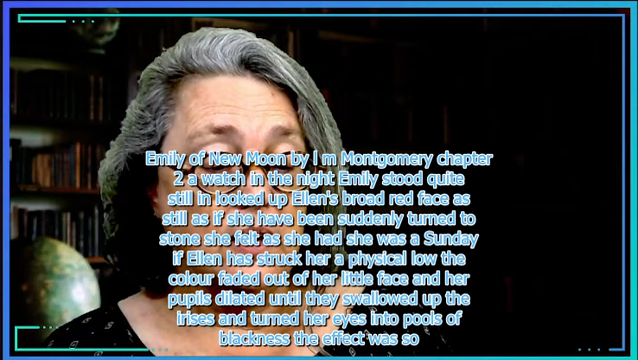 Emily of New Moon by l m Montgomery chapter
2 a watch in the night Emily stood quite
still in looked up Ellen's broad red face as
still as if she have been suddenly turned to
stone she felt as she had she was a Sunday
if Ellen has struck her a physical low the
colour faded out of her little face and her
pupils dilated until they swallowed up the
irises and turned her eyes into pools of
blackness the effect was so